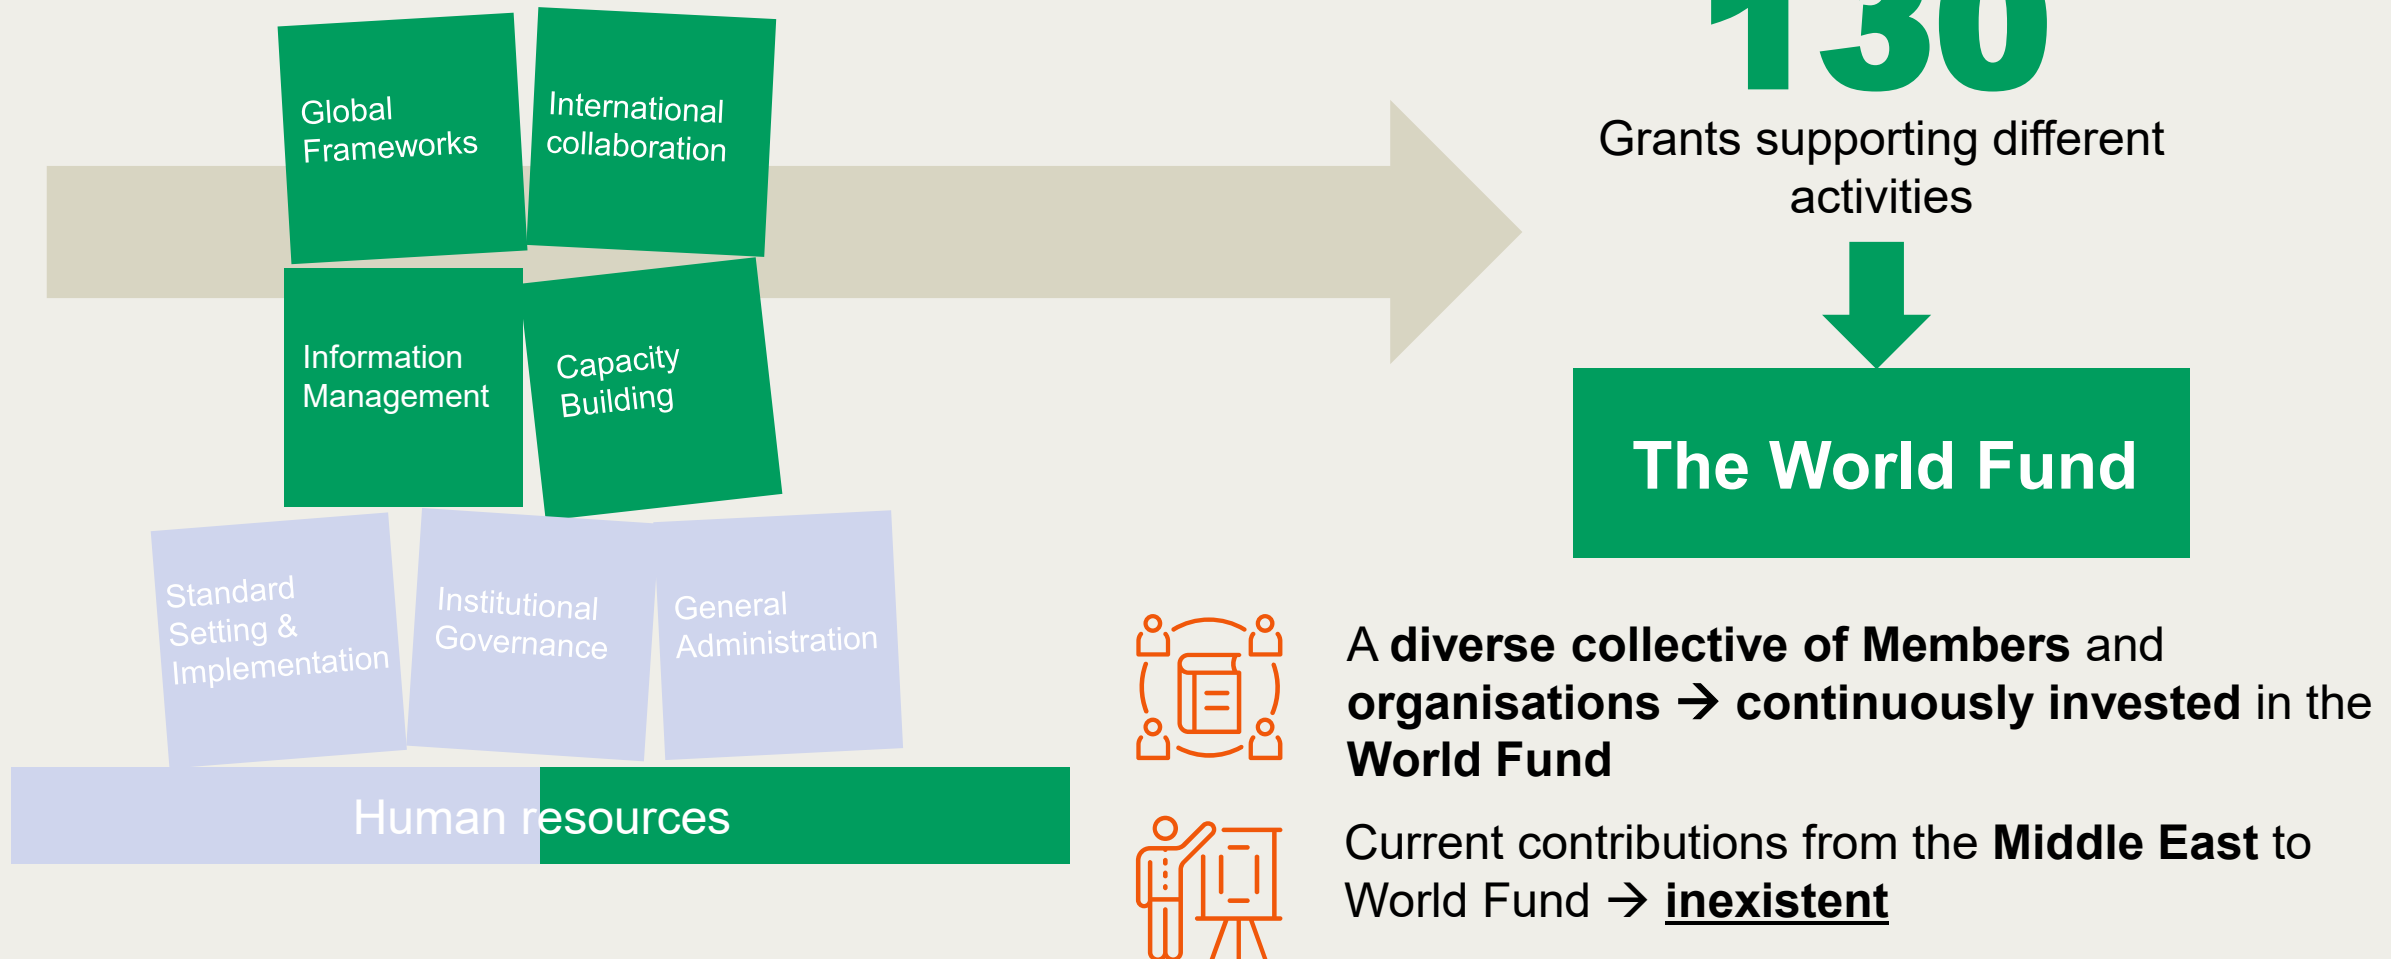 Global
Frameworks
International
collaboration
Information
Management
Capacity
Building
Standard
Setting &
Implementation
Institutional
Governance
General
Administration
Human resources
130
Grants supporting different
activities
The World Fund
A diverse collective of Members and
organisations → continuously invested in the
World Fund
Current contributions from the Middle East to
World Fund → inexistent